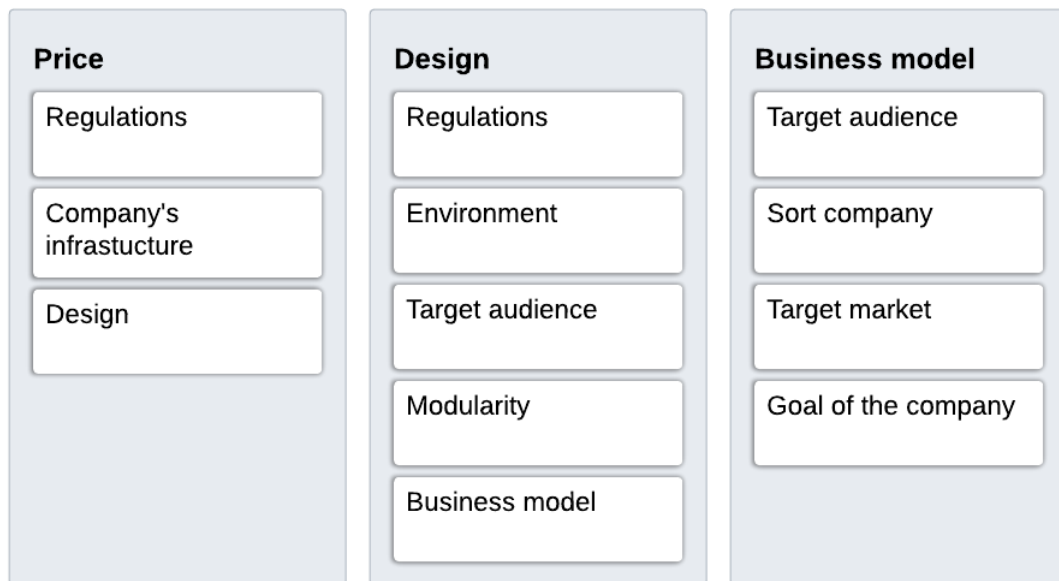 Price
Regulations
Company's
infrastucture
Design
Design
Regulations
Environment
Target audience
Modularity
Business model
Business model
Target audience
Sort company
Target market
Goal of the company